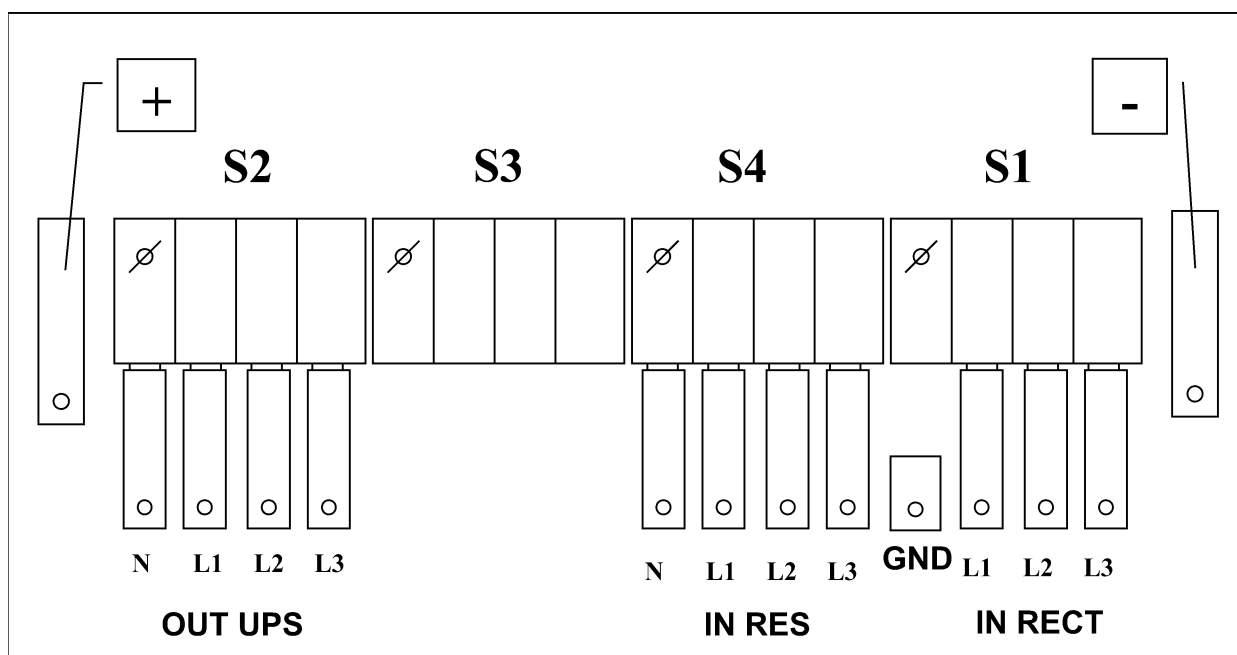 + -
S2 S3 S4 S1
N L1 L2 L3 N L1 L2 L3 GND L1 L2 L3
OUT UPS IN RES IN RECT